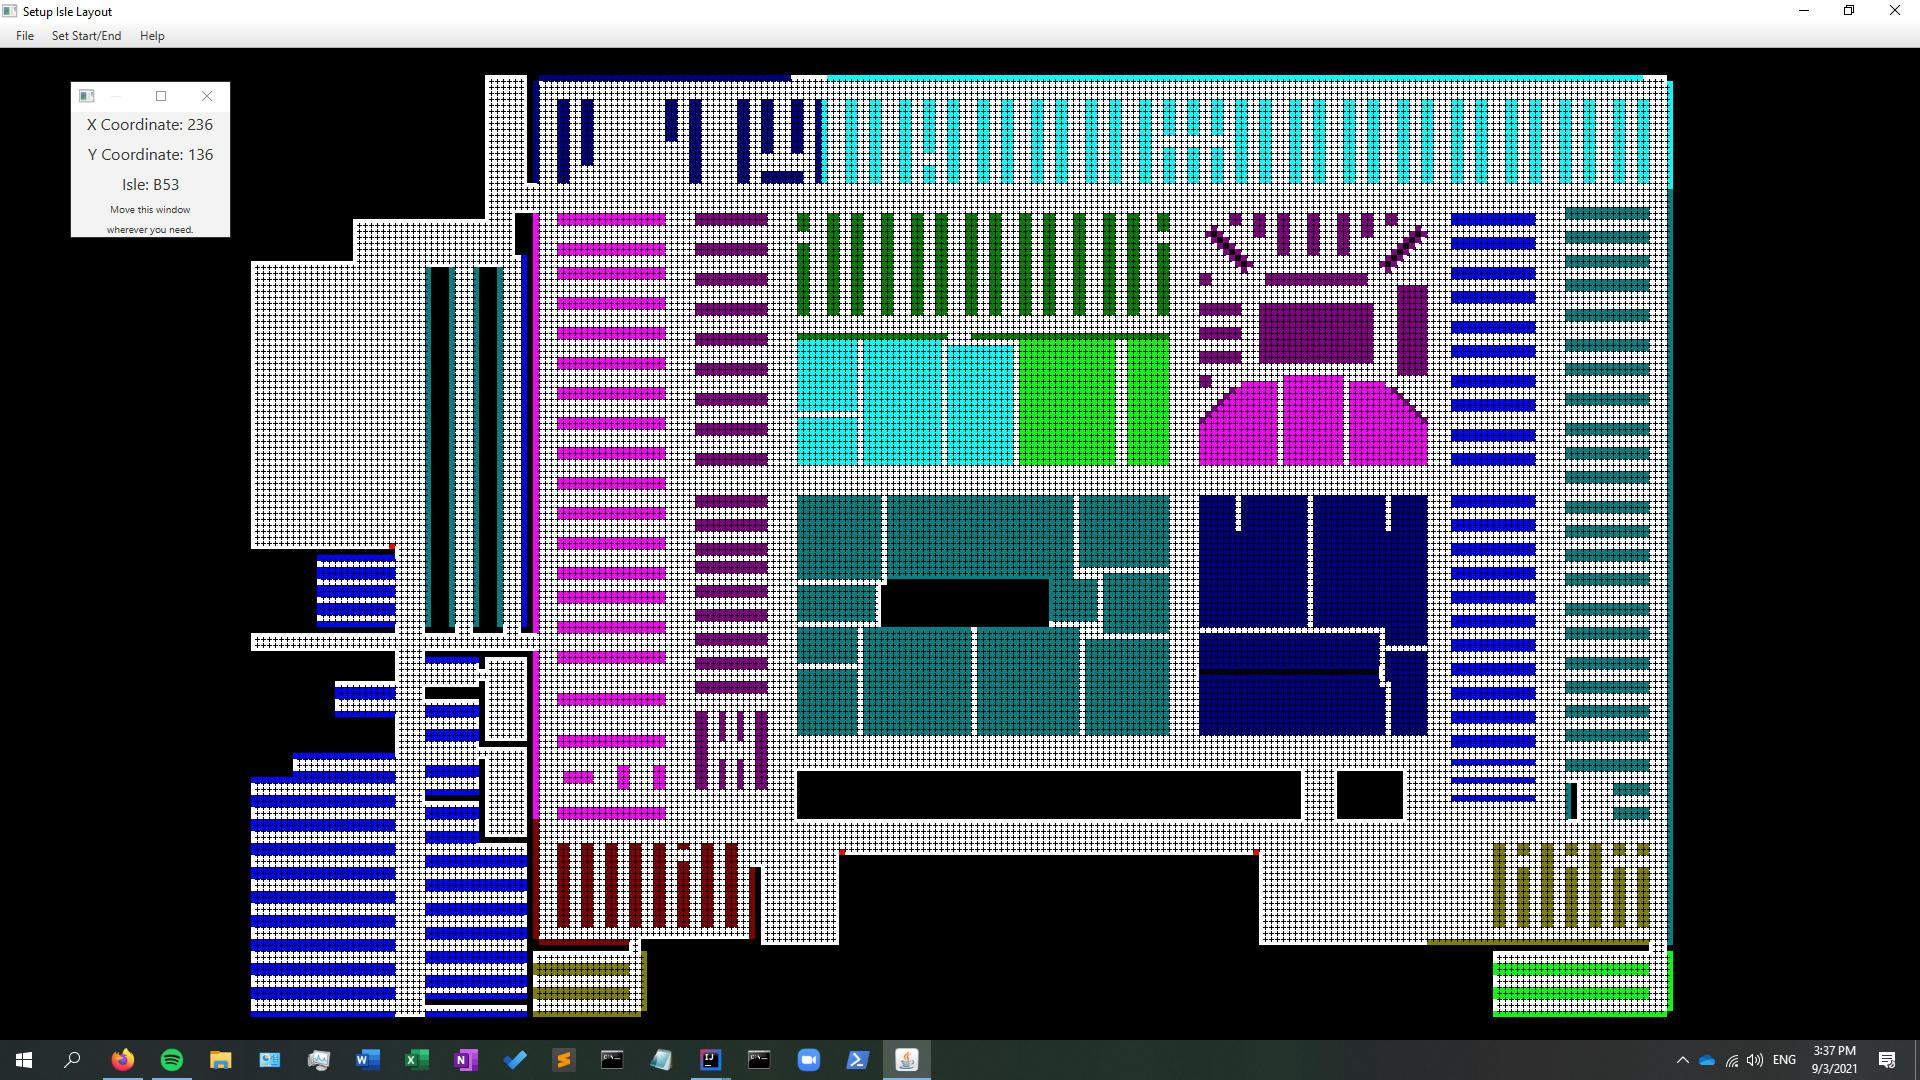 Setup Isle Layout
File Set Start/End Help
X Coordinate: 236
Y Coordinate: 136
Isle: B53
Move this window
wherever you need.
ENG
3:37 PM
9/3/2021